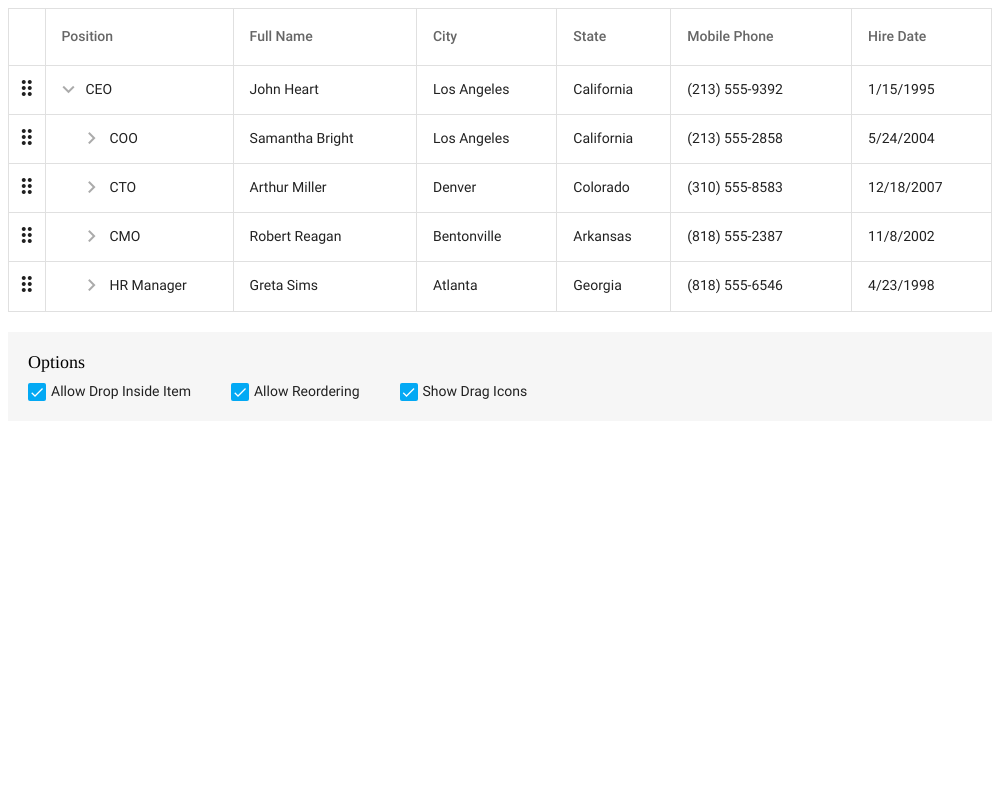 Position Full Name City State Mobile Phone Hire Date
CEO John Heart Los Angeles California (213) 555-9392 1/15/1995
COO Samantha Bright Los Angeles California (213) 555-2858 5/24/2004
CTO Arthur Miller Denver Colorado (310) 555-8583 12/18/2007
CMO Robert Reagan Bentonville Arkansas (818) 555-2387 11/8/2002
HR Manager Greta Sims Atlanta Georgia (818) 555-6546 4/23/1998
Options
Allow Drop Inside Item Allow Reordering Show Drag Icons